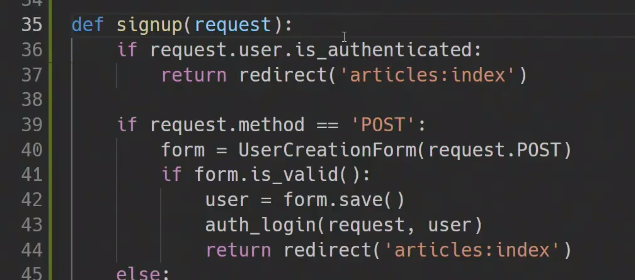 34
35 def signup(request):
36     if request.user.is_authenticated:
37         return redirect('articles:index')
38
39     if request.method == 'POST':
40         form = UserCreationForm(request.POST)
41         if form.is_valid():
42             user = form.save()
43             auth_login(request, user)
44             return redirect('articles:index')
45     else: